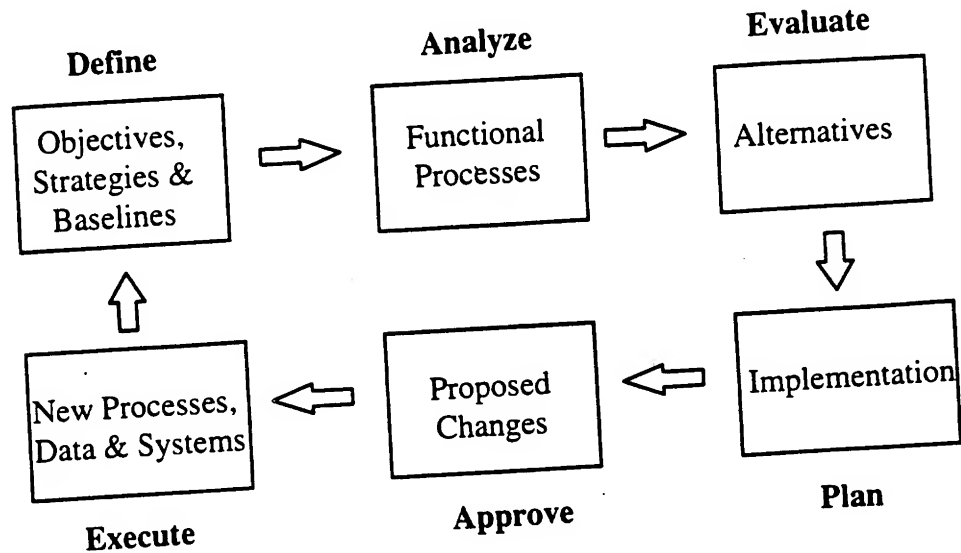 Define
Objectives,
Strategies &
Baselines
Analyze
Functional
Processes
Evaluate
Alternatives
Implementation
Plan
Proposed
Changes
Approve
New Processes,
Data & Systems
Execute